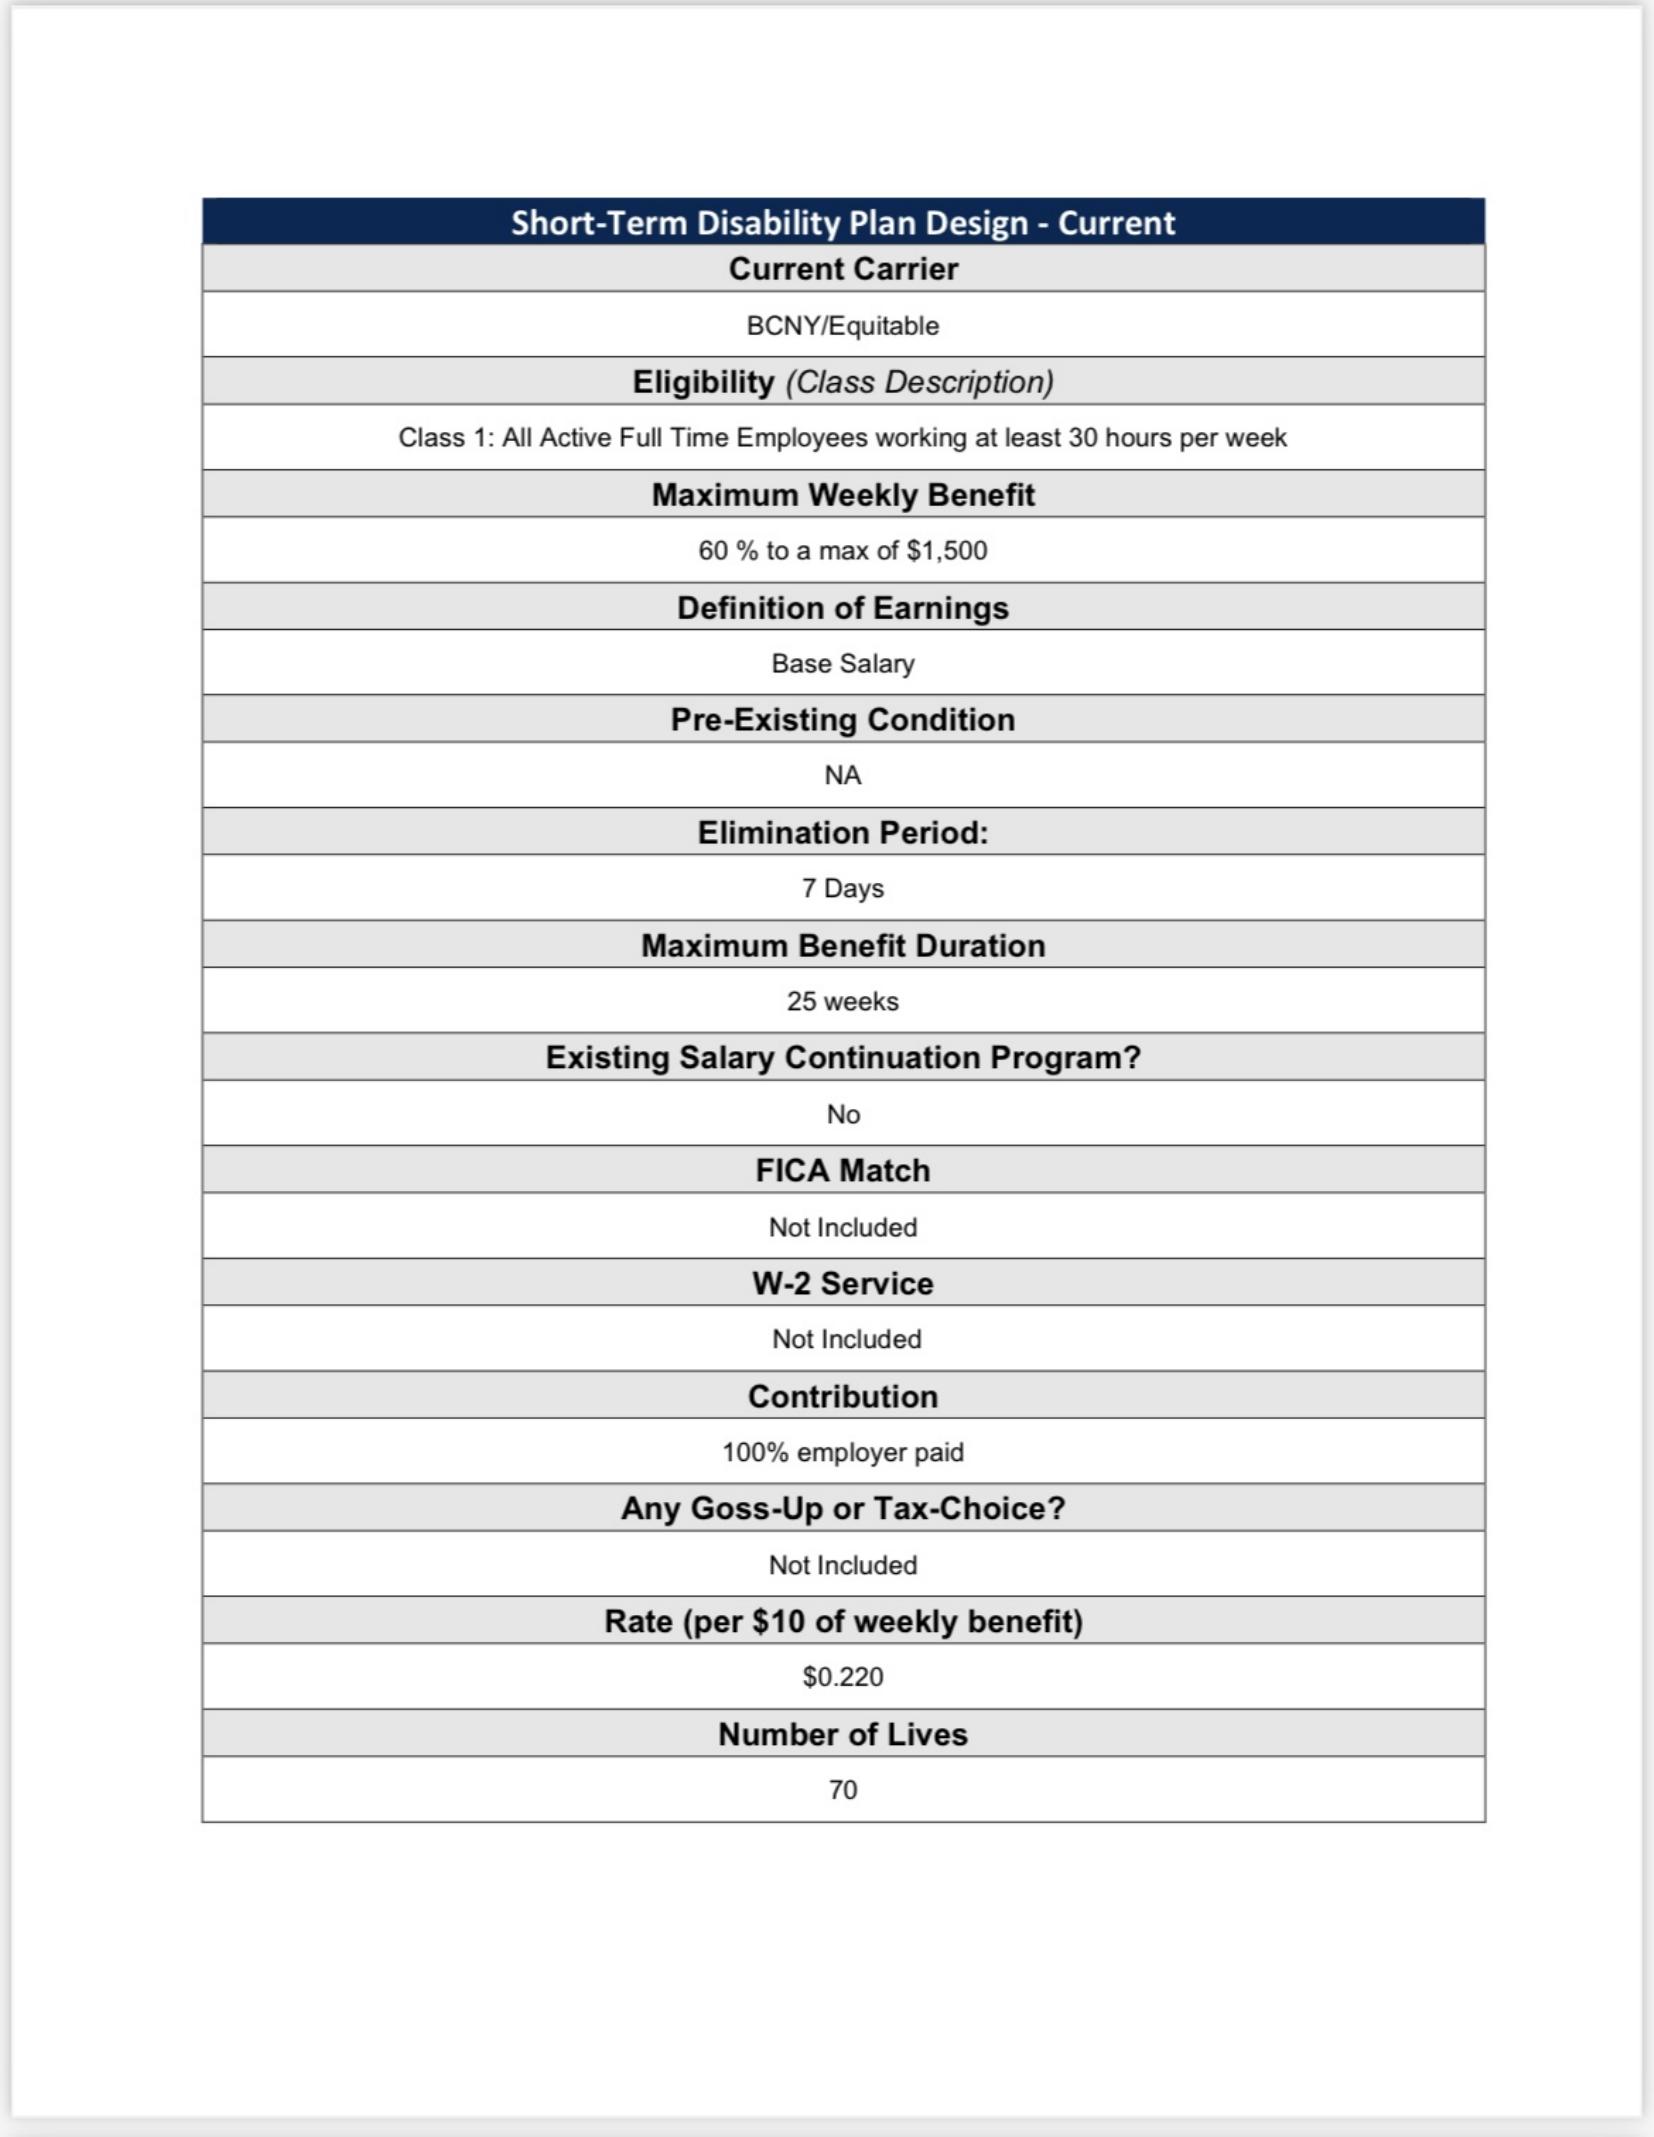 Short-Term Disability Plan Design - Current
Current Carrier
BCNY/Equitable
Eligibility (Class Description)
Class 1: All Active Full Time Employees working at least 30 hours per week
Maximum Weekly Benefit
60 % to a max of $1,500
Definition of Earnings
Base Salary
Pre-Existing Condition
NA
Elimination Period:
7 Days
Maximum Benefit Duration
25 weeks
Existing Salary Continuation Program?
No
FICA Match
Not Included
W-2 Service
Not Included
Contribution
100% employer paid
Any Goss-Up or Tax-Choice?
Not Included
Rate (per $10 of weekly benefit)
$0.220
Number of Lives
70